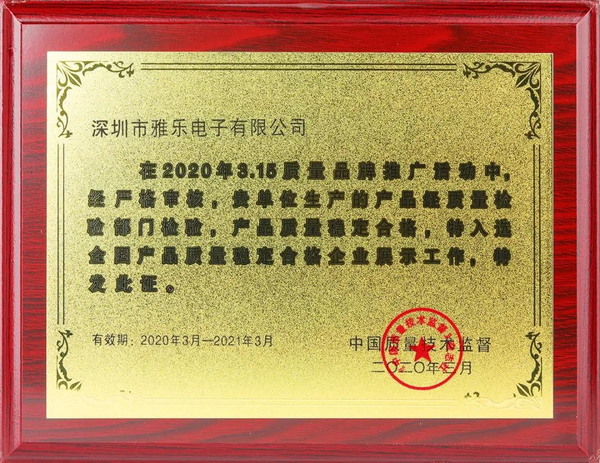 深圳市雅乐电子有限公司
在2020年3.15质量品牌推广活动中,
经严格审核，贵单位生产的产品经质量检
验部门检验，产品质量稳定合格，特入选
全国产品质量稳定合格企业展示工作，特
发此证。
有效期: 2020年3月—2021年3月
中国质量技术监督
二〇二〇年三月